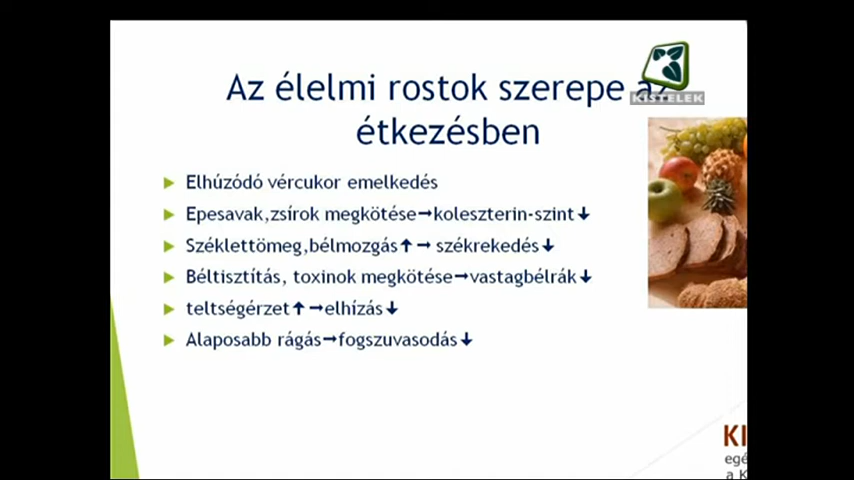 Az élelmi rostok szerepe az
étkezésben
KISTELEK
Elhúzódó vércukor emelkedés
Epesavak,zsírok megkötése→koleszterin-szint↓
Széklettömeg,bélmozgás↑→ székrekedés↓
Béltisztítás, toxinok megkötése→vastagbélrák↓
teltségérzet↑→elhízás↓
Alaposabb rágás→fogszuvasodás↓
KI
egé
a K